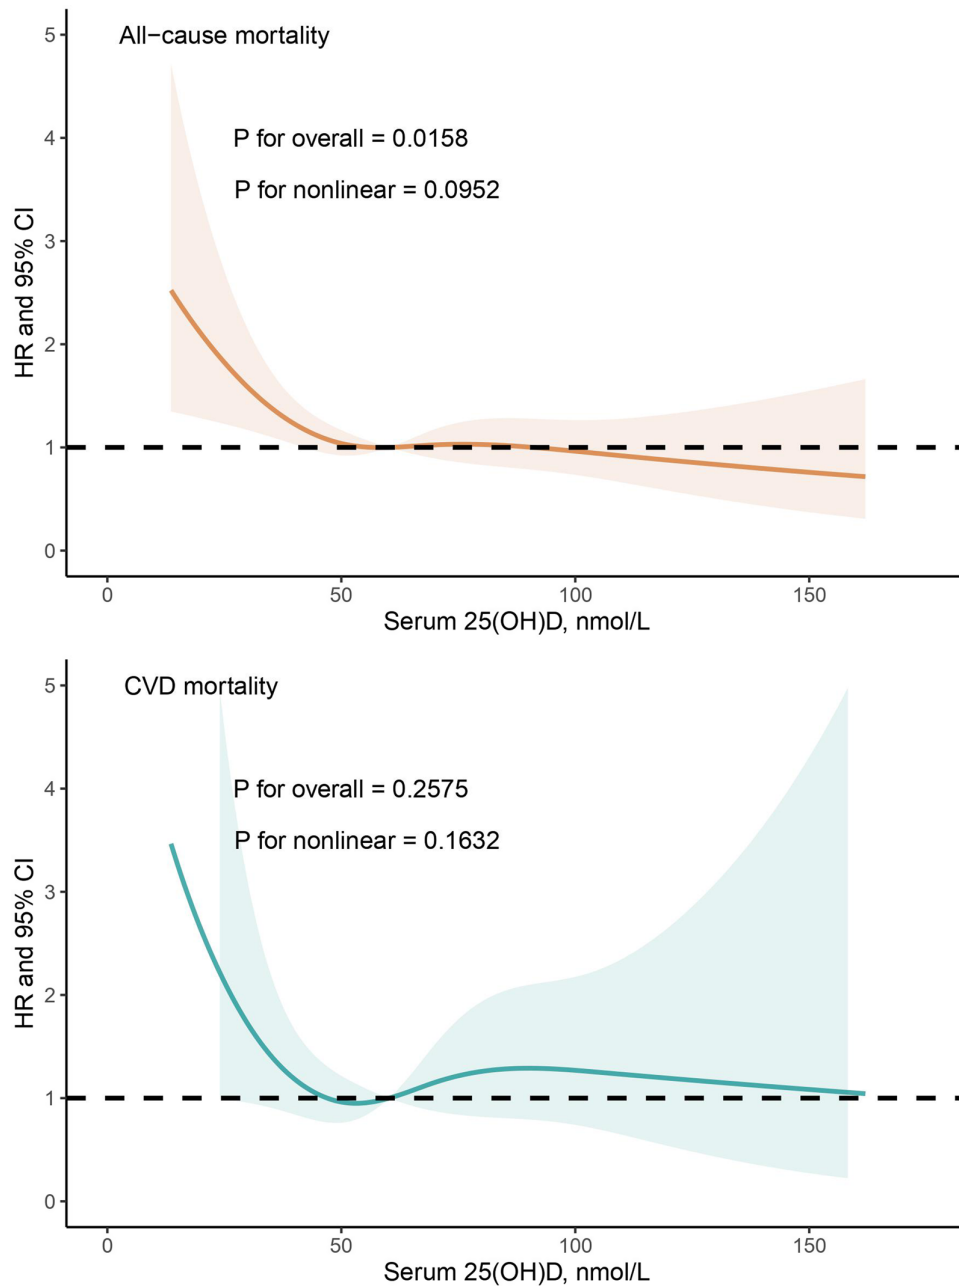 All−cause mortality
P for overall = 0.0158
P for nonlinear = 0.0952
HR and 95% CI
5
4
3
2
1
0
0 50 100 150
Serum 25(OH)D, nmol/L
CVD mortality
P for overall = 0.2575
P for nonlinear = 0.1632
HR and 95% CI
5
4
3
2
1
0
0 50 100 150
Serum 25(OH)D, nmol/L